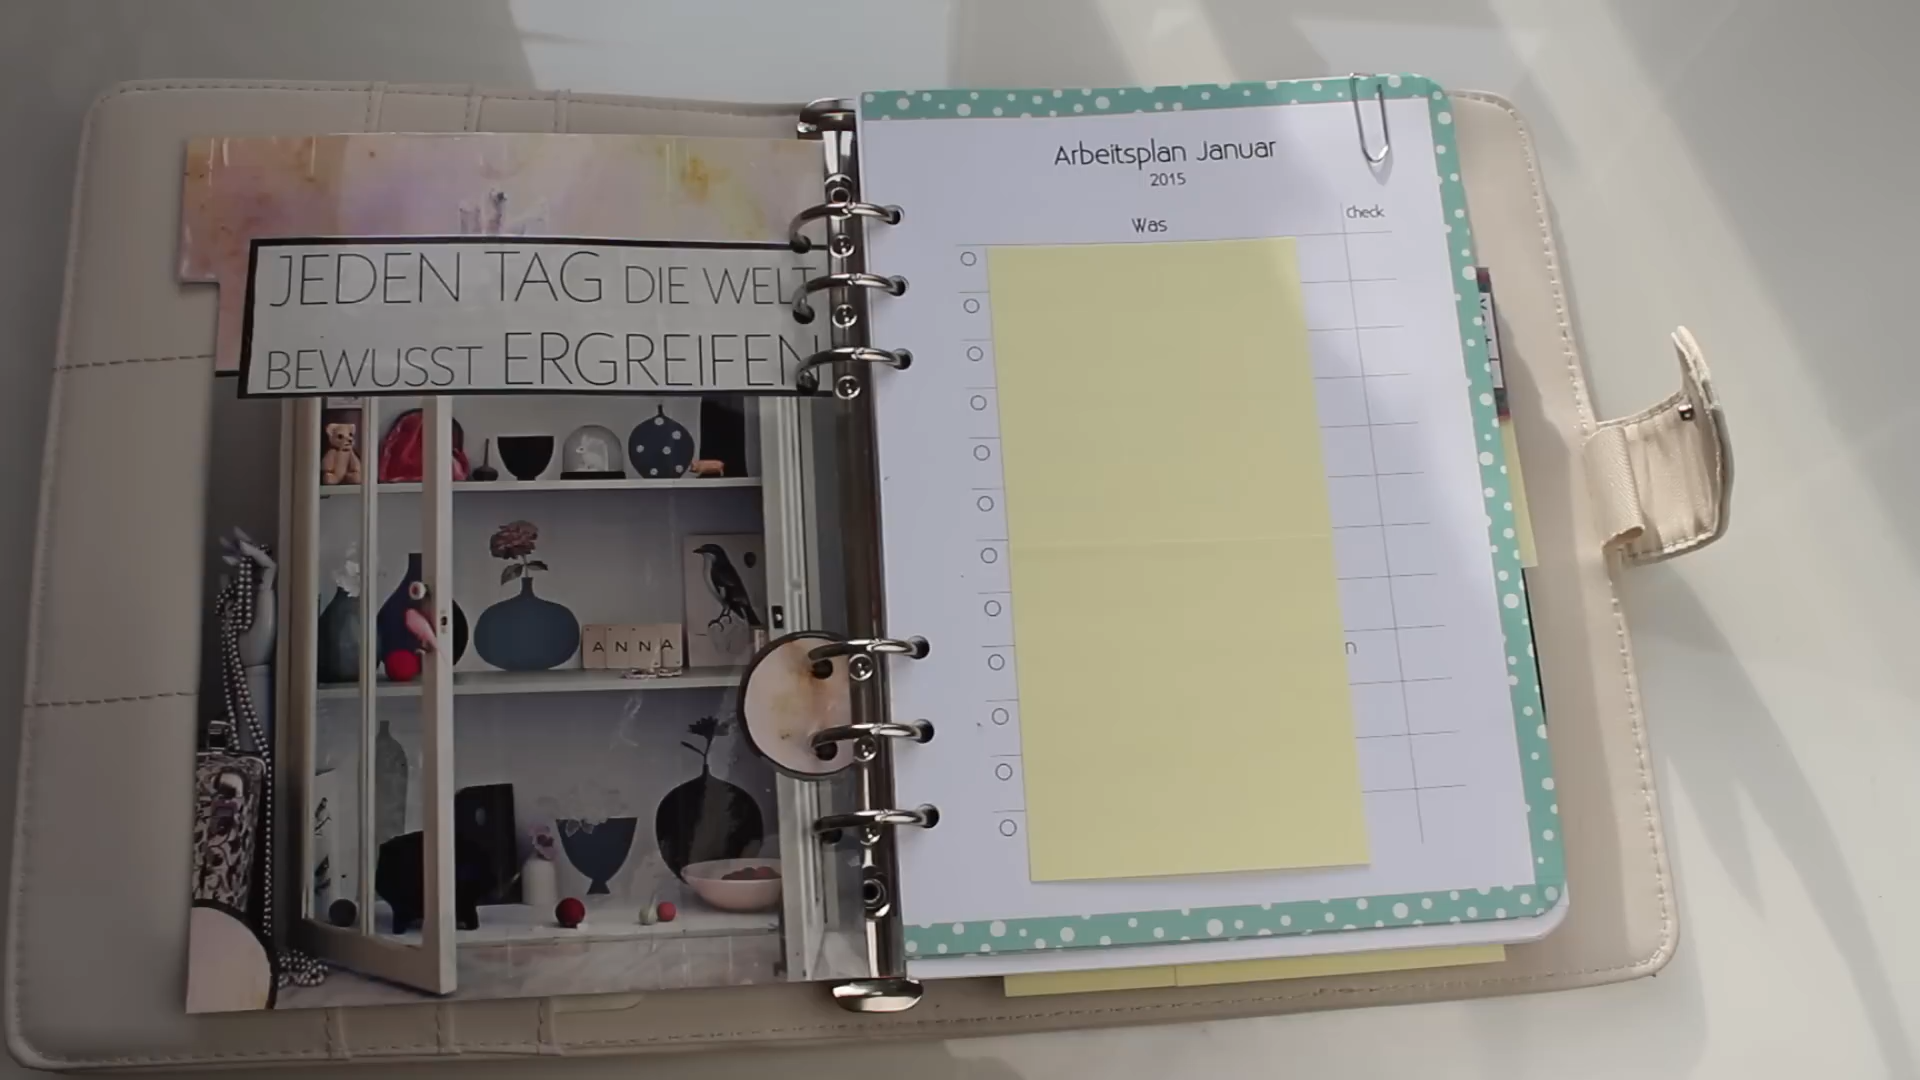 JEDEN TAG DIE WELT
BEWUSST ERGREIFEN
ANNA
Arbeitsplan Januar
2015
Was
Check
n